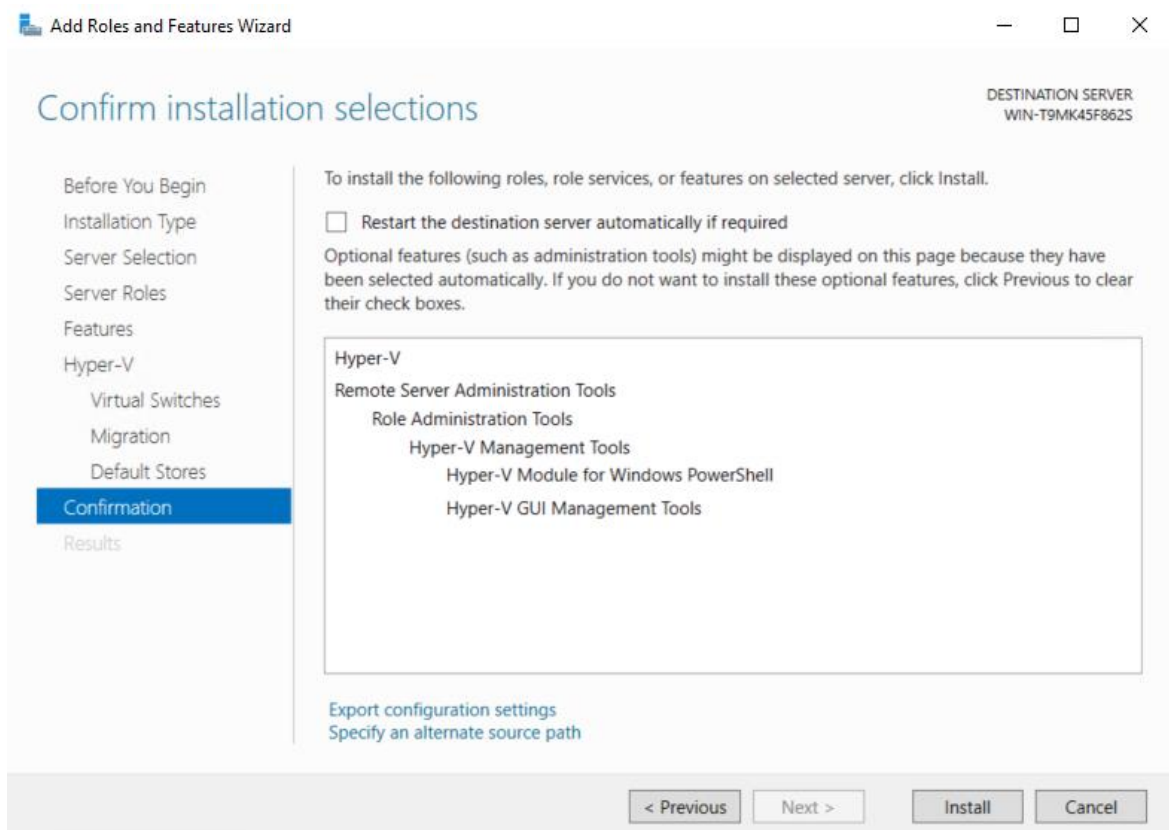 Add Roles and Features Wizard
Confirm installation selections
DESTINATION SERVER
WIN-T9MK45F862S
Before You Begin
Installation Type
Server Selection
Server Roles
Features
Hyper-V
Virtual Switches
Migration
Default Stores
Confirmation
Results
To install the following roles, role services, or features on selected server, click Install.
Restart the destination server automatically if required
Optional features (such as administration tools) might be displayed on this page because they have
been selected automatically. If you do not want to install these optional features, click Previous to clear
their check boxes.
Hyper-V
Remote Server Administration Tools
Role Administration Tools
Hyper-V Management Tools
Hyper-V Module for Windows PowerShell
Hyper-V GUI Management Tools
Export configuration settings
Specify an alternate source path
< Previous
Next >
Install
Cancel